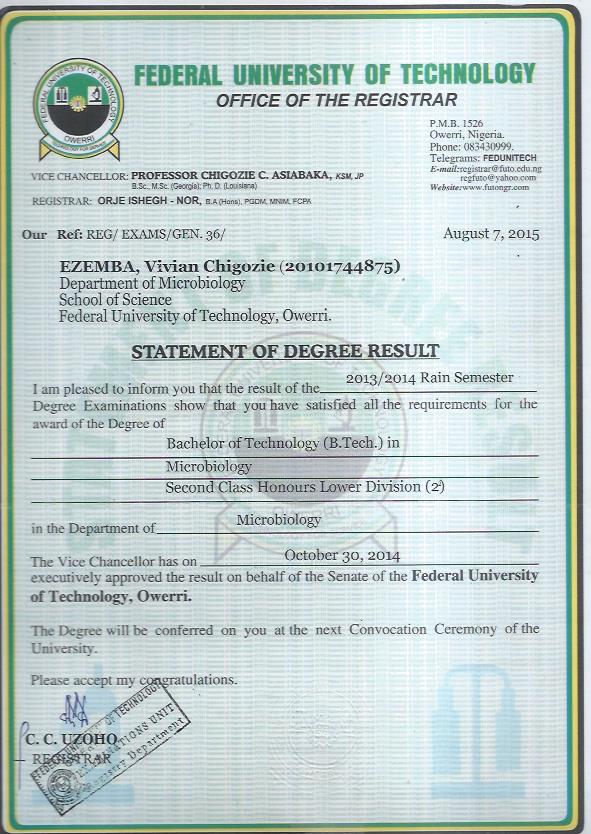 FEDERAL UNIVERSITY OF TECHNOLOGY
OFFICE OF THE REGISTRAR
FEDERAL UNIVERSITY OF TECHNOLOGY
OWERRI
TECHNOLOGY FOR SERVICE
P.M.B. 1526
Owerri, Nigeria.
Phone: 083430999.
Telegrams: FEDUNITECH
E-mail:registrar@futo.edu.ng
regfuto@yahoo.com
Website:www.futongr.com
VICE CHANCELLOR: PROFESSOR CHIGOZIE C. ASIABAKA, KSM, JP
B.Sc., M.Sc. (Georgia); Ph. D. (Louisiana)
REGISTRAR: ORJE ISHEGH - NOR, B.A (Hons), PGDM, MNIM, FCPA
Our Ref: REG/ EXAMS/GEN. 36/
August 7, 2015
EZEMBA, Vivian Chigozie (20101744875)
Department of Microbiology
School of Science
Federal University of Technology, Owerri.
STATEMENT OF DEGREE RESULT
I am pleased to inform you that the result of the 2013/2014 Rain Semester
Degree Examinations show that you have satisfied all the requirements for the
award of the Degree of
Bachelor of Technology (B.Tech.) in
Microbiology
Second Class Honours Lower Division (2²)
in the Department of Microbiology
The Vice Chancellor has on October 30, 2014
executively approved the result on behalf of the Senate of the Federal University
of Technology, Owerri.
The Degree will be conferred on you at the next Convocation Ceremony of the
University.
Please accept my congratulations.
C. C. UZOHO
REGISTRAR
FEDERAL UNIVERSITY OF TECHNOLOGY
EXAMINATIONS UNIT
Registry Department